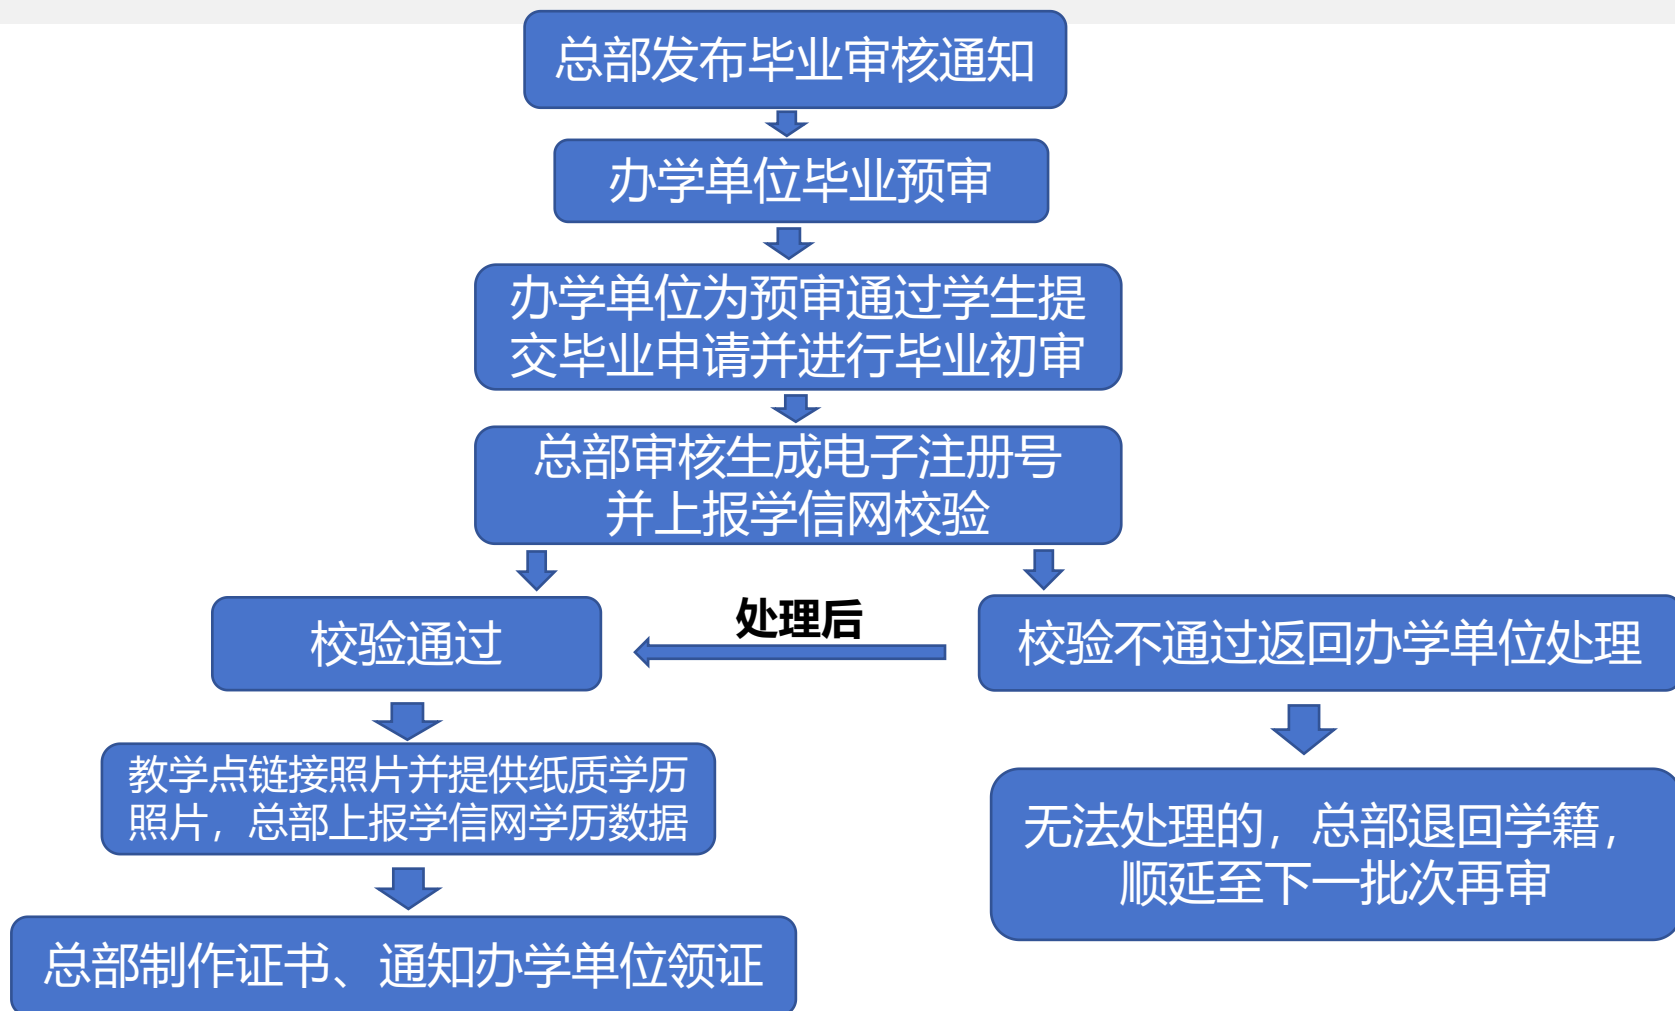 总部发布毕业审核通知
办学单位毕业预审
办学单位为预审通过学生提
交毕业申请并进行毕业初审
总部审核生成电子注册号
并上报学信网校验
校验通过
处理后
校验不通过返回办学单位处理
教学点链接照片并提供纸质学历
照片，总部上报学信网学历数据
无法处理的，总部退回学籍，
顺延至下一批次再审
总部制作证书、通知办学单位领证